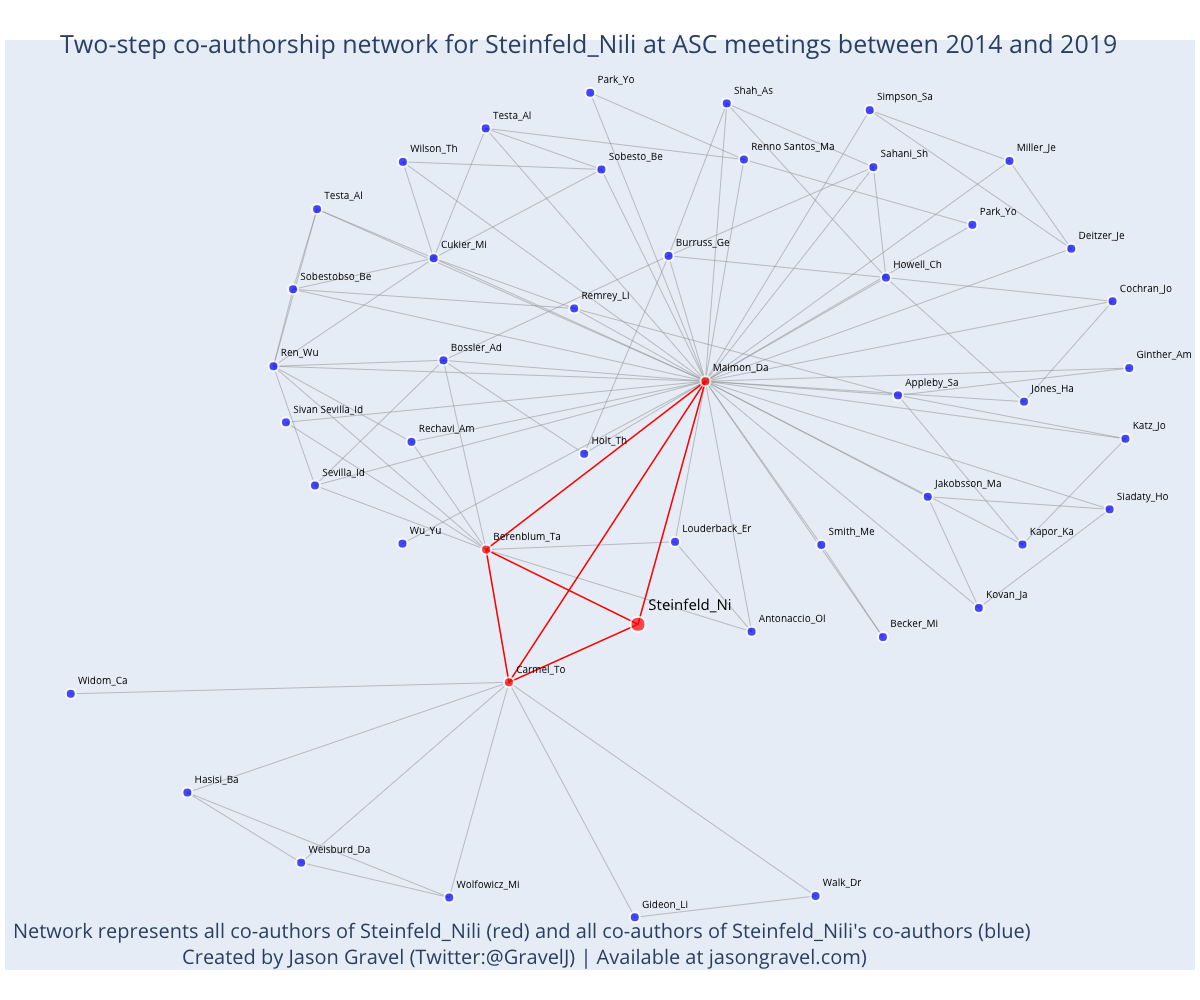 Two-step co-authorship network for Steinfeld_Nili at ASC meetings between 2014 and 2019
Park_Yo
Shah_As
Simpson_Sa
Testa_Al
Wilson_Th
Sobesto_Be
Renno Santos_Ma
Sahani_Sh
Miller_Je
Testa_Al
Park_Yo
Cukier_Mi
Burruss_Ge
Deitzer_Je
Sobestobso_Be
Howell_Ch
Remrey_Li
Cochran_Jo
Ren_Wu
Bossler_Ad
Maimon_Da
Ginther_Am
Appleby_Sa
Jones_Ha
Sivan Sevilla_Id
Rechavi_Am
Holt_Th
Katz_Jo
Sevilla_Id
Jakobsson_Ma
Siadaty_Ho
Wu_Yu
Berenblum_Ta
Louderback_Er
Smith_Me
Kapor_Ka
Steinfeld_Ni
Antonaccio_Ol
Becker_Mi
Kovan_Ja
Carmel_To
Widom_Ca
Hasisi_Ba
Weisburd_Da
Wolfowicz_Mi
Walk_Dr
Gideon_Li
Network represents all co-authors of Steinfeld_Nili (red) and all co-authors of Steinfeld_Nili's co-authors (blue)
Created by Jason Gravel (Twitter:@GravelJ) | Available at jasongravel.com)